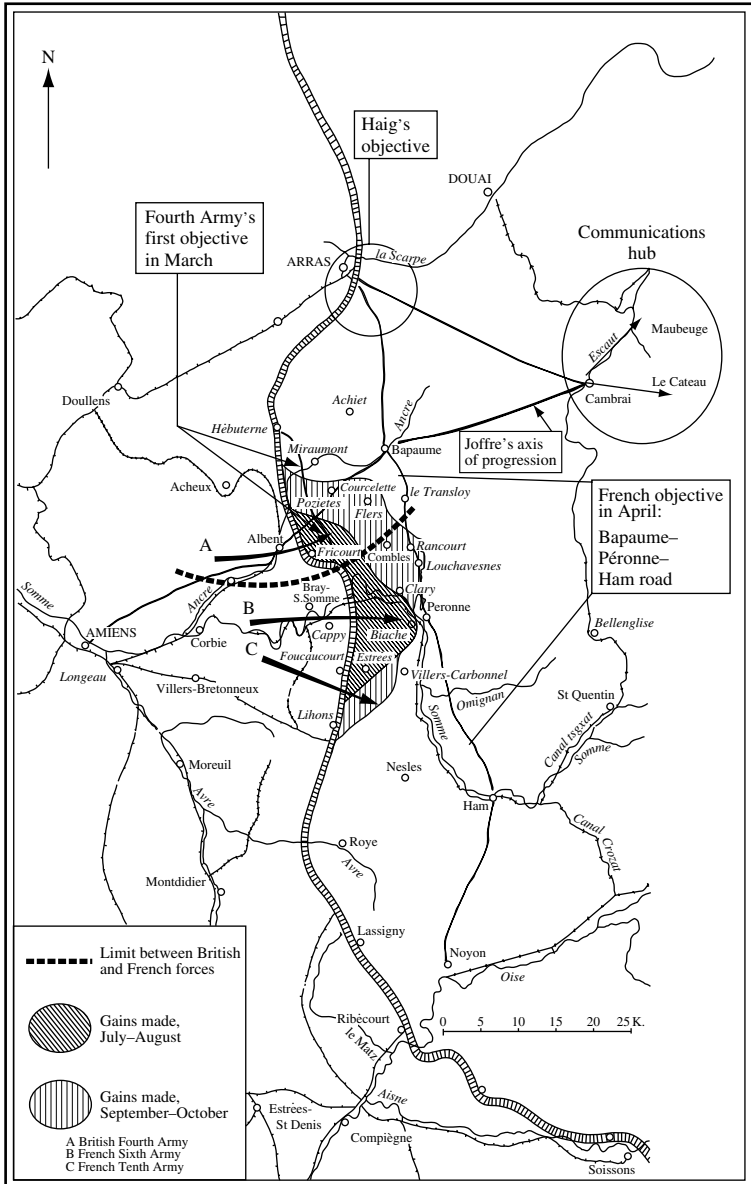 N
Haig's
objective
DOUAI
Fourth Army's
first objective
in March
Communications
hub
la Scarpe
ARRAS
Escaut
Maubeuge
Le Cateau
Cambrai
Doullens
Achiet
Ancre
Hébuterne
Joffre's axis
of progression
Miraumont
Bapaume
Acheux
Courcelette
le Transloy
French objective
in April:
Bapaume–
Péronne–
Ham road
Pozietes
Flers
Albent
A
Fricourt
Combles
Rancourt
Louchavesnes
Somme
Ancre
Bray-
S.Somme
Clary
B
Peronne
AMIENS
Corbie
Cappy
Biache
Bellenglise
C
Longeau
Foucaucourt
Estrees
Villers-Carbonnel
Villers-Bretonneux
Omignan
St Quentin
Lihons
Somme
Canal tsgxat
Somme
Moreuil
Nesles
Avre
Ham
Canal
Crozat
Roye
Avre
Montdidier
Lassigny
Noyon
Oise
Limit between British
and French forces
Ribécourt
0 5 10 15 20 25 K.
le Matz
Gains made,
July–August
Aisne
Gains made,
September–October
Estrées-
St Denis
Compiègne
Soissons
A British Fourth Army
B French Sixth Army
C French Tenth Army